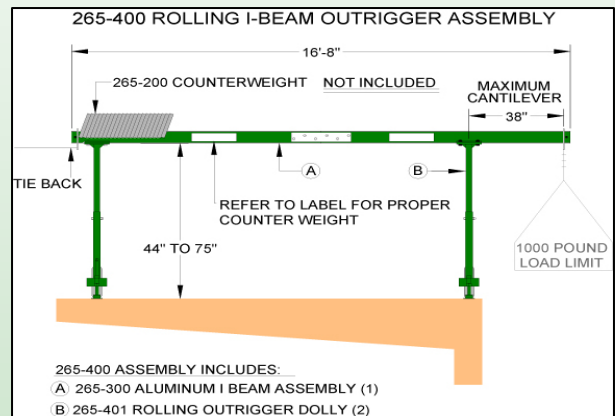 265-400 ROLLING I-BEAM OUTRIGGER ASSEMBLY
16'-8"
265-200 COUNTERWEIGHT NOT INCLUDED
MAXIMUM
CANTILEVER
38"
TIE BACK
A
B
REFER TO LABEL FOR PROPER
COUNTER WEIGHT
44" TO 75"
1000 POUND
LOAD LIMIT
265-400 ASSEMBLY INCLUDES:
A 265-300 ALUMINUM I BEAM ASSEMBLY (1)
B 265-401 ROLLING OUTRIGGER DOLLY (2)